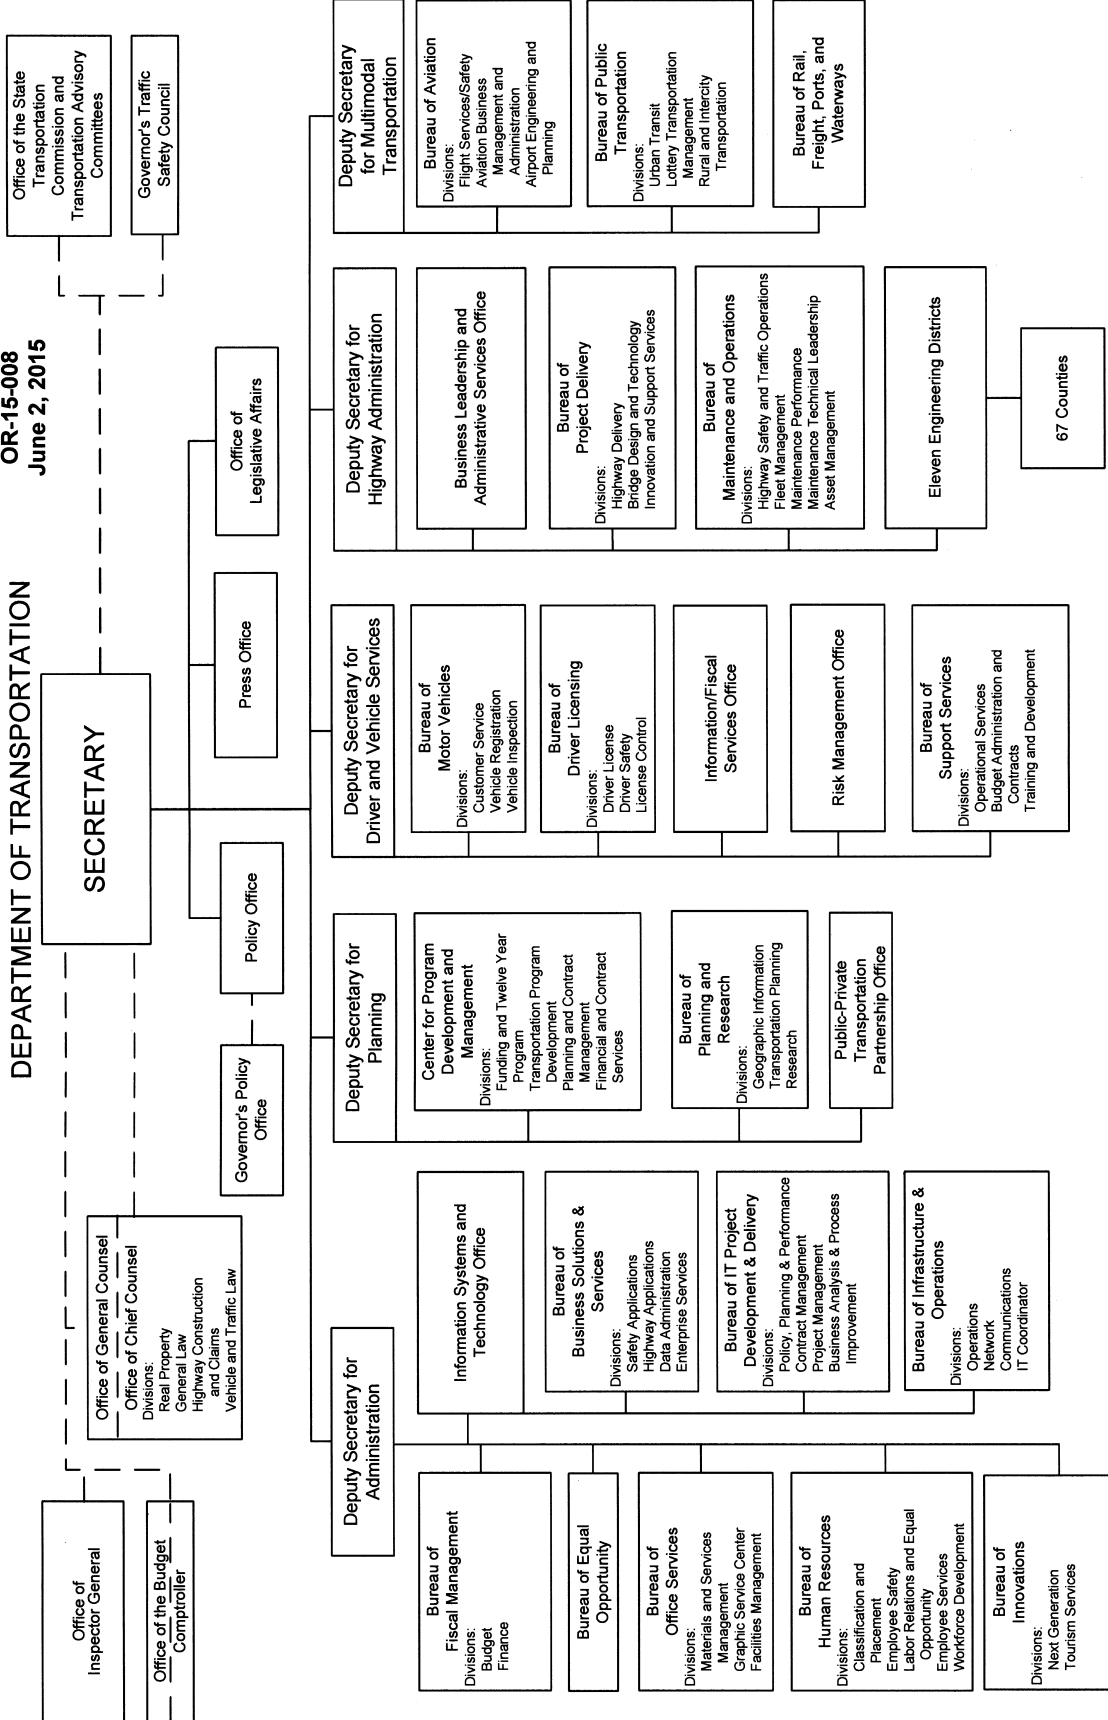 OR-15-008
June 2, 2015
DEPARTMENT OF TRANSPORTATION
SECRETARY
Office of
Inspector General
Office of the Budget
Comptroller
Office of General Counsel
Office of Chief Counsel
Divisions:
Real Property
General Law
Highway Construction
and Claims
Vehicle and Traffic Law
Office of the State
Transportation
Commission and
Transportation Advisory
Committees
Governor's Traffic
Safety Council
Governor's Policy
Office
Policy Office
Press Office
Office of
Legislative Affairs
Deputy Secretary for
Administration
Bureau of
Fiscal Management
Divisions:
Budget
Finance
Bureau of Equal
Opportunity
Bureau of
Office Services
Divisions:
Materials and Services
Management
Graphic Service Center
Facilities Management
Bureau of
Human Resources
Divisions:
Classification and
Placement
Employee Safety
Labor Relations and Equal
Opportunity
Employee Services
Workforce Development
Bureau of
Innovations
Divisions:
Next Generation
Tourism Services
Information Systems and
Technology Office
Bureau of
Business Solutions &
Services
Divisions:
Safety Applications
Highway Applications
Data Administration
Enterprise Services
Bureau of IT Project
Development & Delivery
Divisions:
Policy, Planning & Performance
Contract Management
Project Management
Business Analysis & Process
Improvement
Bureau of Infrastructure &
Operations
Divisions:
Operations
Network
Communications
IT Coordinator
Deputy Secretary for
Planning
Center for Program
Development and
Management
Divisions:
Funding and Twelve Year
Program
Transportation Program
Development
Planning and Contract
Management
Financial and Contract
Services
Bureau of
Planning and
Research
Divisions:
Geographic Information
Transportation Planning
Research
Public-Private
Transportation
Partnership Office
Deputy Secretary for
Driver and Vehicle Services
Bureau of
Motor Vehicles
Divisions:
Customer Service
Vehicle Registration
Vehicle Inspection
Bureau of
Driver Licensing
Divisions:
Driver License
Driver Safety
License Control
Information/Fiscal
Services Office
Risk Management Office
Bureau of
Support Services
Divisions:
Operational Services
Budget Administration and
Contracts
Training and Development
Deputy Secretary for
Highway Administration
Business Leadership and
Administrative Services Office
Bureau of
Project Delivery
Divisions:
Highway Delivery
Bridge Design and Technology
Innovation and Support Services
Bureau of
Maintenance and Operations
Divisions:
Highway Safety and Traffic Operations
Fleet Management
Maintenance Performance
Maintenance Technical Leadership
Asset Management
Eleven Engineering Districts
67 Counties
Deputy Secretary
for Multimodal
Transportation
Bureau of Aviation
Divisions:
Flight Services/Safety
Aviation Business
Management and
Administration
Airport Engineering and
Planning
Bureau of Public
Transportation
Divisions:
Urban Transit
Lottery Transportation
Management
Rural and Intercity
Transportation
Bureau of Rail,
Freight, Ports, and
Waterways